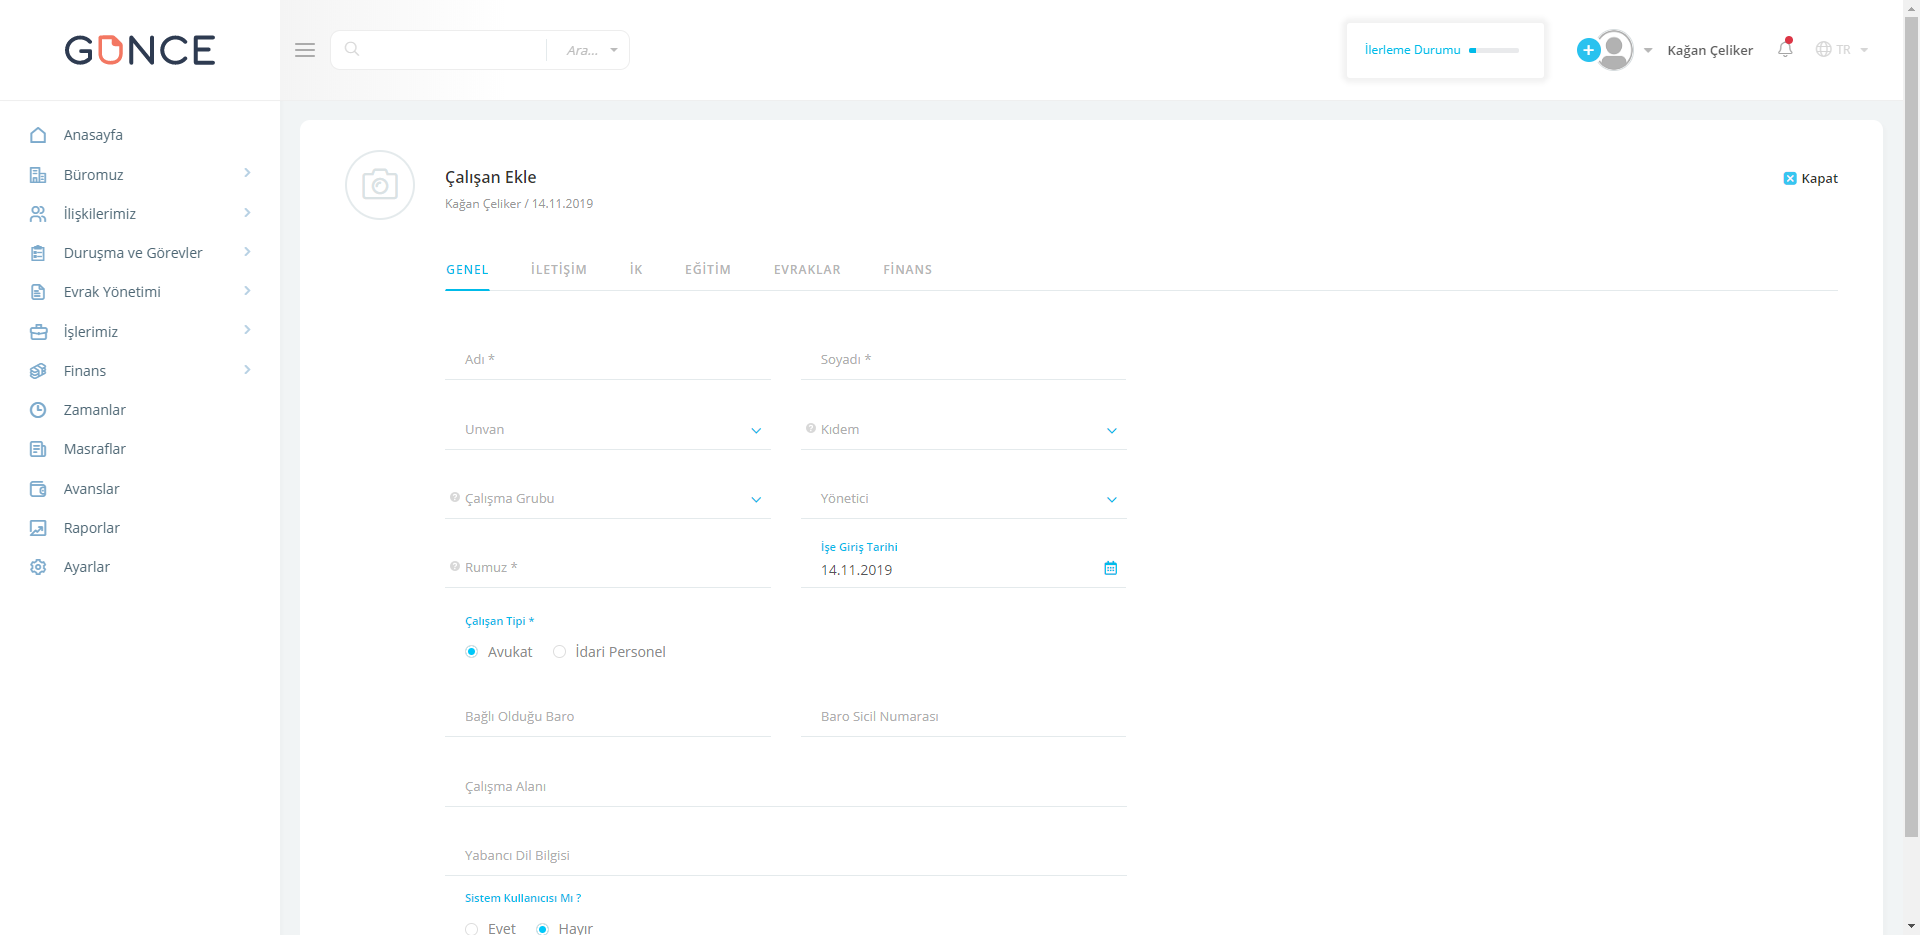 GÜNCE
Ara...
İlerleme Durumu
Kağan Çeliker
TR
Anasayfa
Büromuz
İlişkilerimiz
Duruşma ve Görevler
Evrak Yönetimi
İşlerimiz
Finans
Zamanlar
Masraflar
Avanslar
Raporlar
Ayarlar
Çalışan Ekle
Kağan Çeliker / 14.11.2019
Kapat
GENEL İLETİŞİM İK EĞİTİM EVRAKLAR FİNANS
Adı * Soyadı *
Unvan Kıdem
Çalışma Grubu Yönetici
İşe Giriş Tarihi
Rumuz * 14.11.2019
Çalışan Tipi *
Avukat İdari Personel
Bağlı Olduğu Baro Baro Sicil Numarası
Çalışma Alanı
Yabancı Dil Bilgisi
Sistem Kullanıcısı Mı ?
Evet Hayır